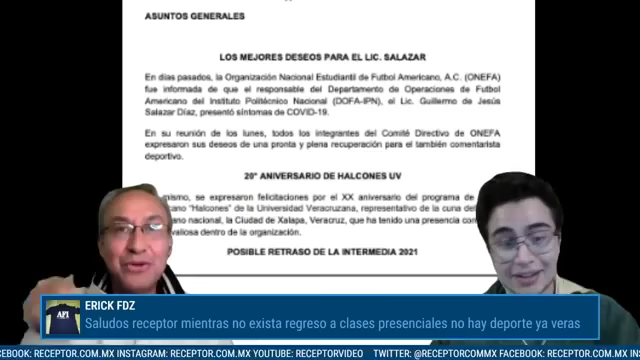 ASUNTOS GENERALES
LOS MEJORES DESEOS PARA EL LIC. SALAZAR
En días pasados, la Organización Nacional Estudiantil de Futbol Americano, A.C. (ONEFA)
fue informada de que el responsable del Departamento de Operaciones de Futbol
Americano del Instituto Politécnico Nacional (DOFA-IPN), el Lic. Guillermo de Jesús
Salazar Díaz, presentó síntomas de COVID-19.
En su reunión de los lunes, todos los integrantes del Comité Directivo de ONEFA
expresaron sus deseos de una pronta y plena recuperación para el también comentarista
deportivo.
20° ANIVERSARIO DE HALCONES UV
mismo, se expresaron felicitaciones por el XX aniversario del programa de
"Halcones" de la Universidad Veracruzana, representativo de la cuna del
nacional, la Ciudad de Xalapa, Veracruz, que ha tenido una presencia
valiosa dentro de la organización.
POSIBLE RETRASO DE LA INTERMEDIA 2021
API
ERICK FDZ
Saludos receptor mientras no exista regreso a clases presenciales no hay deporte ya veras
FACEBOOK: RECEPTOR.COM.MX INSTAGRAM: RECEPTOR.COM.MX YOUTUBE: RECEPTORVIDEO TWITTER: @RECEPTORCOMMX FACEBOOK: RECEPTOR.COM.MX